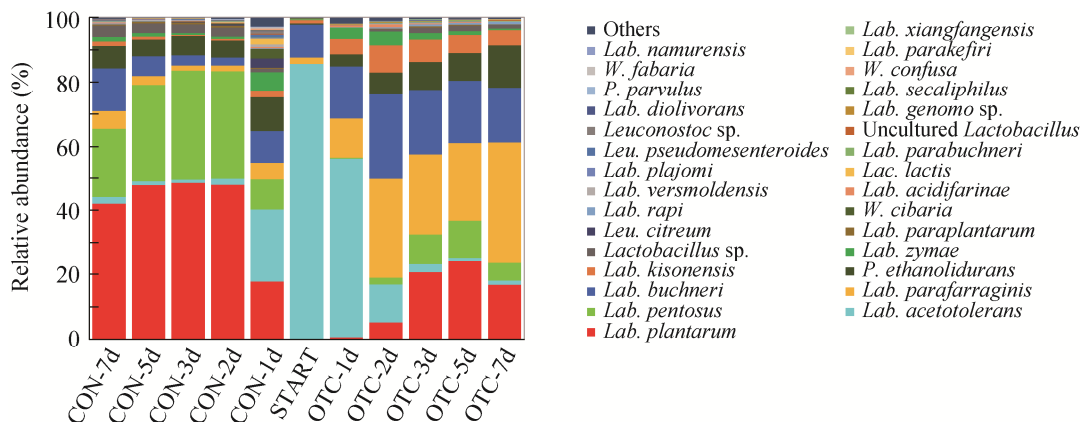 Relative abundance (%)
100
80
60
40
20
0
CON-7d
CON-5d
CON-3d
CON-2d
CON-1d
START
OTC-1d
OTC-2d
OTC-3d
OTC-5d
OTC-7d
Others
Lab. namurensis
W. fabaria
P. parvulus
Lab. diolivorans
Leuconostoc sp.
Leu. pseudomesenteroides
Lab. plajomi
Lab. versmoldensis
Lab. rapi
Leu. citreum
Lactobacillus sp.
Lab. kisonensis
Lab. buchneri
Lab. pentosus
Lab. plantarum
Lab. xiangfangensis
Lab. parakefiri
W. confusa
Lab. secaliphilus
Lab. genomo sp.
Uncultured Lactobacillus
Lab. parabuchneri
Lac. lactis
Lab. acidifarinae
W. cibaria
Lab. paraplantarum
Lab. zymae
P. ethanolidurans
Lab. parafarraginis
Lab. acetotolerans